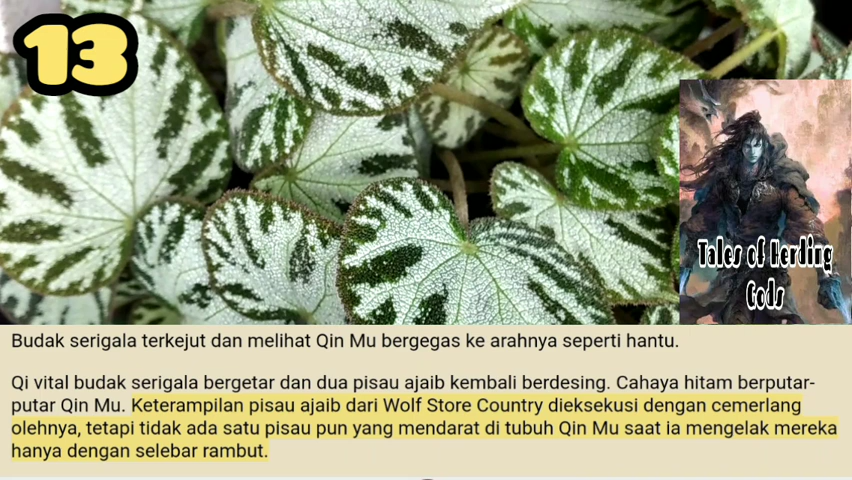 13
Tales of Herding
Gods
Budak serigala terkejut dan melihat Qin Mu bergegas ke arahnya seperti hantu.
Qi vital budak serigala bergetar dan dua pisau ajaib kembali berdesing. Cahaya hitam berputar-
putar Qin Mu. Keterampilan pisau ajaib dari Wolf Store Country dieksekusi dengan cemerlang
olehnya, tetapi tidak ada satu pisau pun yang mendarat di tubuh Qin Mu saat ia mengelak mereka
hanya dengan selebar rambut.